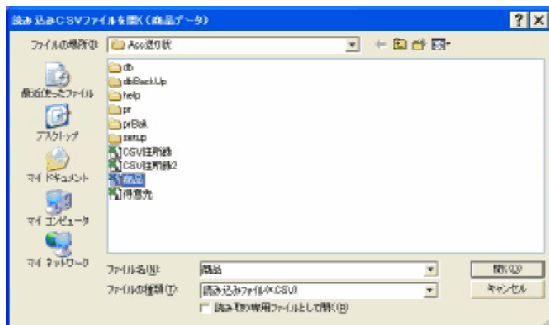 読み込みCSVファイルを開く(商品データ)
ファイルの場所(I):
Acc送り状
最近使ったファイル
デスクトップ
マイ ドキュメント
マイ コンピュータ
マイ ネットワーク
db
dbBackUp
help
pr
prBak
setup
CSV住所録
CSV住所録2
商品
得意先
ファイル名(N):
商品
開く(O)
ファイルの種類(T):
読み込みファイル(*.CSV)
キャンセル
読み取り専用ファイルとして開く(R)